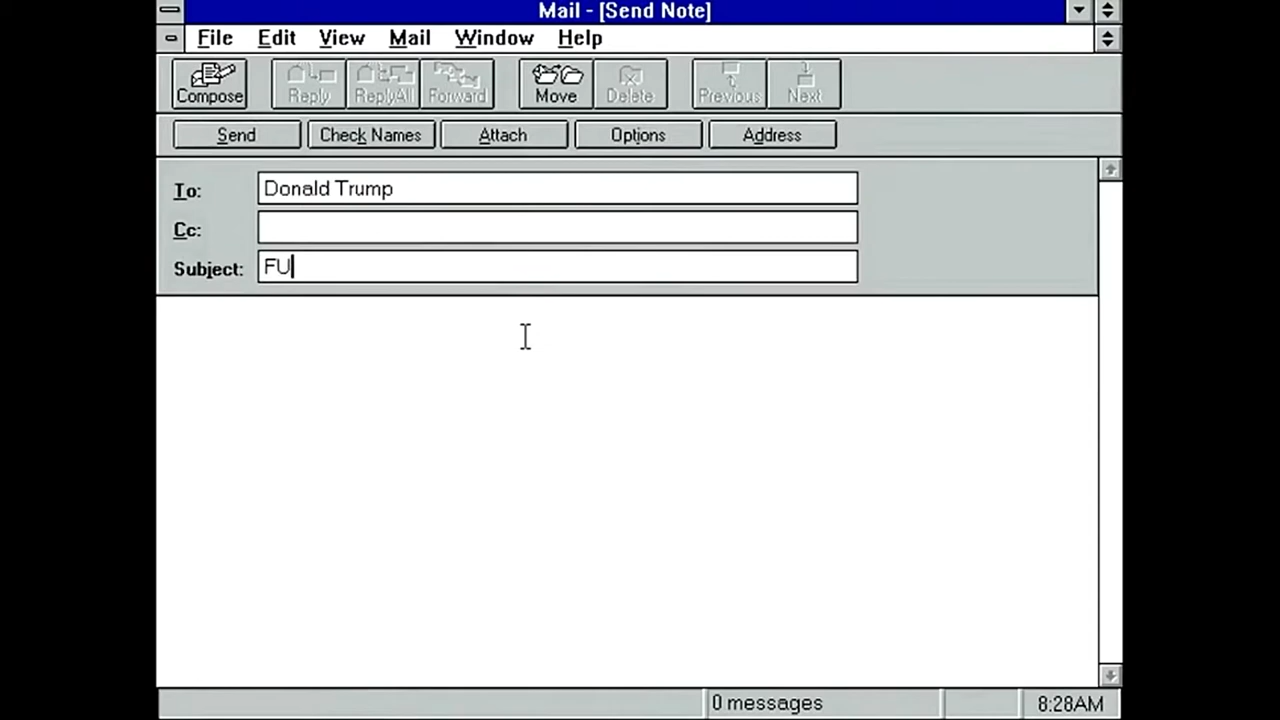 Mail - [Send Note]
File Edit View Mail Window Help
Compose Reply ReplyAll Forward Move Delete Previous Next
Send Check Names Attach Options Address
To: Donald Trump
Cc:
Subject: FU
0 messages 8:28AM